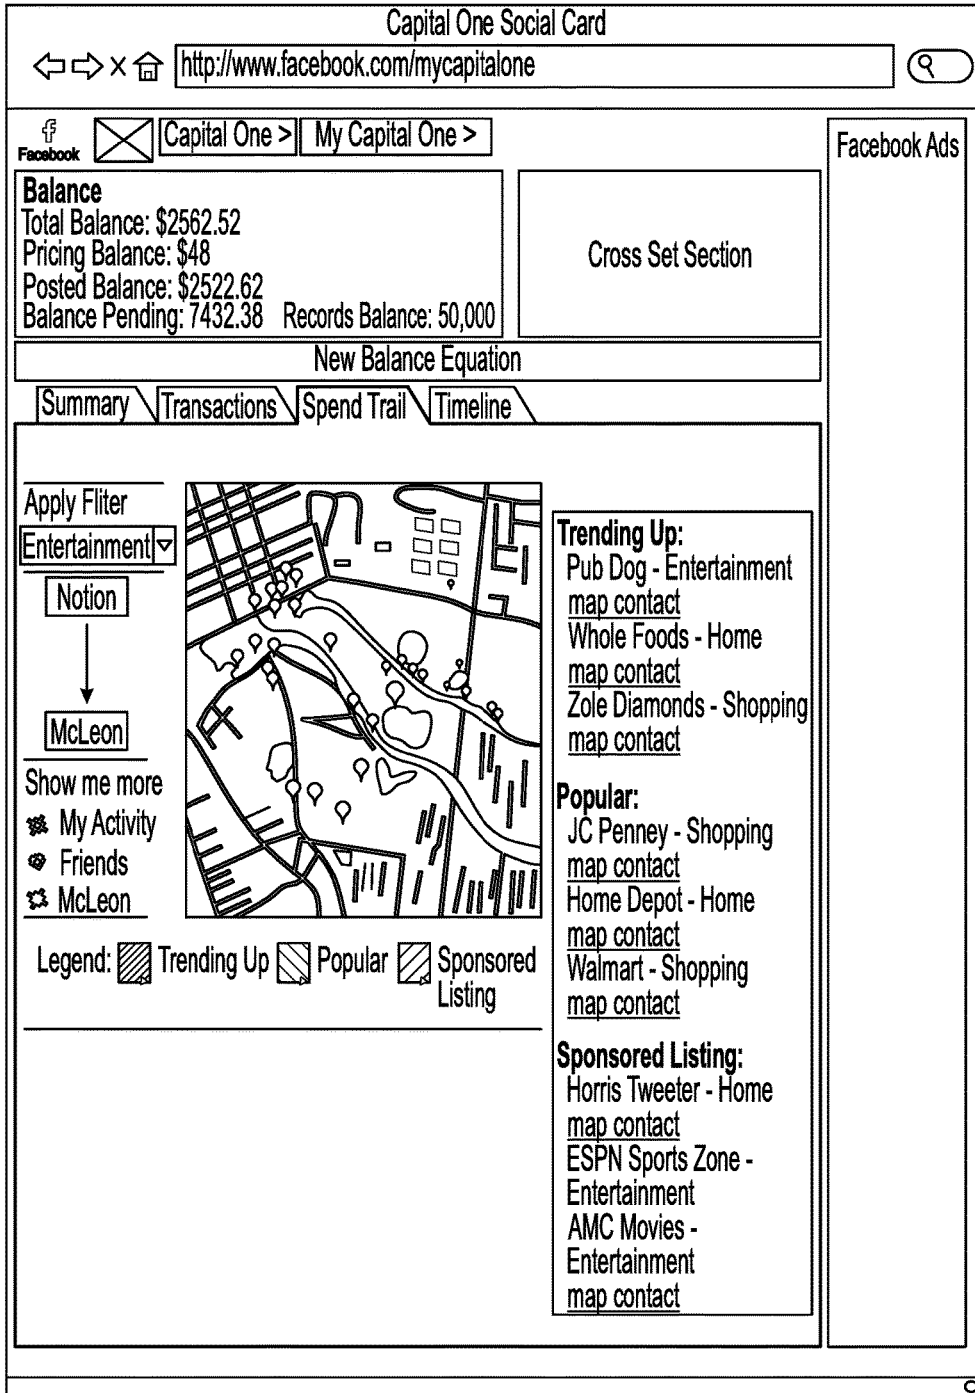 Capital One Social Card
http://www.facebook.com/mycapitalone
f
Facebook
Capital One >
My Capital One >
Facebook Ads
Balance
Total Balance: $2562.52
Pricing Balance: $48
Posted Balance: $2522.62
Balance Pending: 7432.38 Records Balance: 50,000
Cross Set Section
New Balance Equation
Summary
Transactions
Spend Trail
Timeline
Apply Fliter
Entertainment
Notion
McLeon
Show me more
My Activity
Friends
McLeon
Legend: Trending Up Popular Sponsored
Listing
Trending Up:
Pub Dog - Entertainment
map contact
Whole Foods - Home
map contact
Zole Diamonds - Shopping
map contact
Popular:
JC Penney - Shopping
map contact
Home Depot - Home
map contact
Walmart - Shopping
map contact
Sponsored Listing:
Horris Tweeter - Home
map contact
ESPN Sports Zone -
Entertainment
AMC Movies -
Entertainment
map contact